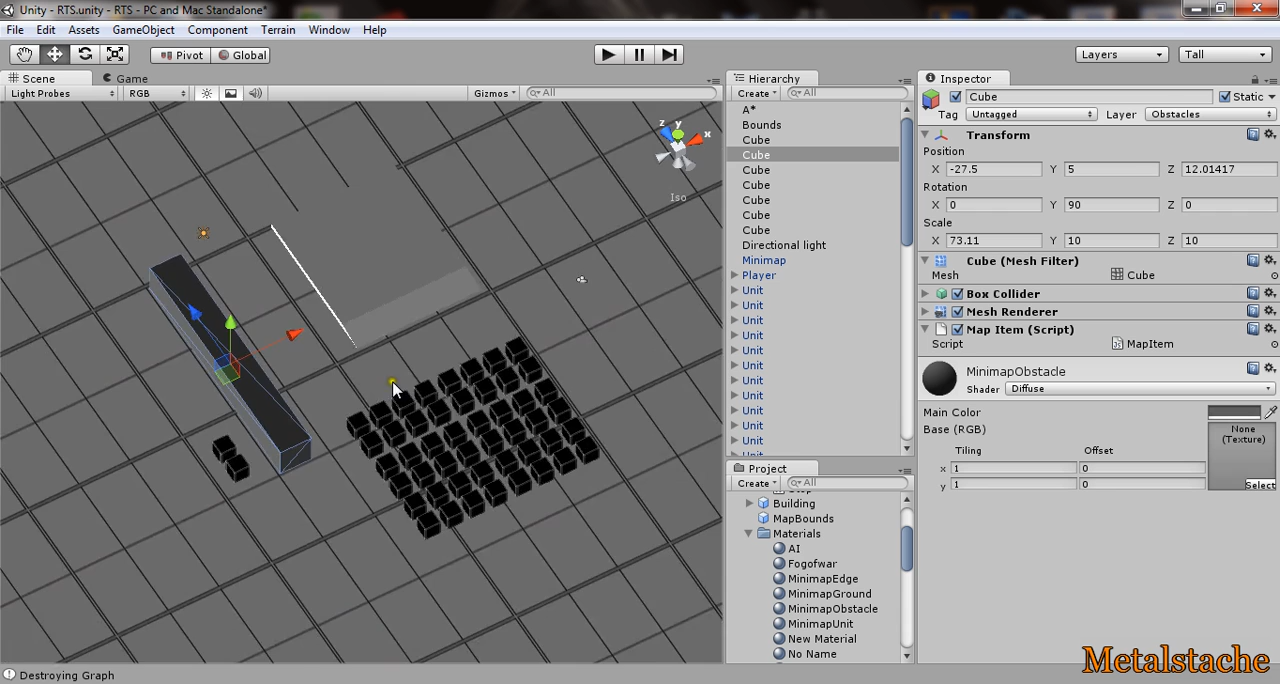 Unity - RTS.unity - RTS - PC and Mac Standalone*
File Edit Assets GameObject Component Terrain Window Help
Pivot Global Layers Tall
Scene Game
Light Probes RGB Gizmos All
z y x
Iso
Hierarchy
Create All
A*
Bounds
Cube
Cube
Cube
Cube
Cube
Cube
Cube
Directional light
Minimap
Player
Unit
Unit
Unit
Unit
Unit
Unit
Unit
Unit
Unit
Unit
Unit
Project
Create All
Building
MapBounds
Materials
AI
Fogofwar
MinimapEdge
MinimapGround
MinimapObstacle
MinimapUnit
New Material
No Name
Inspector
Cube Static
Tag Untagged Layer Obstacles
Transform
Position
X -27.5 Y 5 Z 12.01417
Rotation
X 0 Y 90 Z 0
Scale
X 73.11 Y 10 Z 10
Cube (Mesh Filter)
Mesh Cube
Box Collider
Mesh Renderer
Map Item (Script)
Script MapItem
MinimapObstacle
Shader Diffuse
Main Color
Base (RGB)
None
(Texture)
Tiling Offset
x 1 0
y 1 0
Select
Destroying Graph
Metalstache